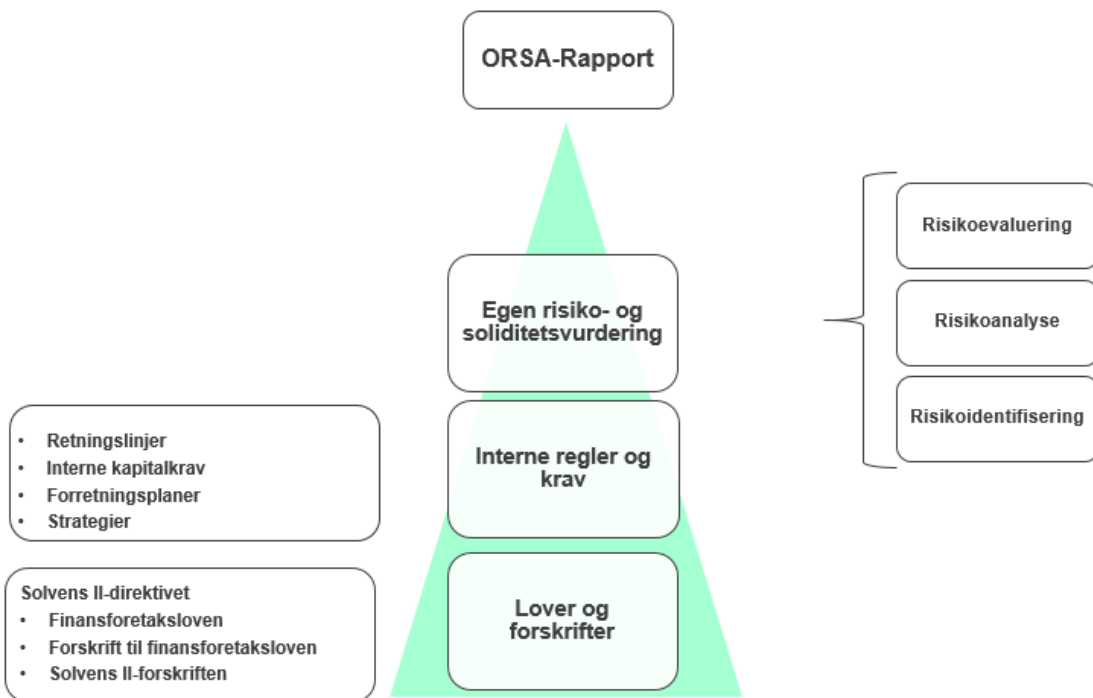 ORSA-Rapport
Egen risiko- og
soliditetsvurdering
Interne regler og
krav
Lover og
forskrifter
• Retningslinjer
• Interne kapitalkrav
• Forretningsplaner
• Strategier
Solvens II-direktivet
• Finansforetaksloven
• Forskrift til finansforetaksloven
• Solvens II-forskriften
Risikoevaluering
Risikoanalyse
Risikoidentifisering